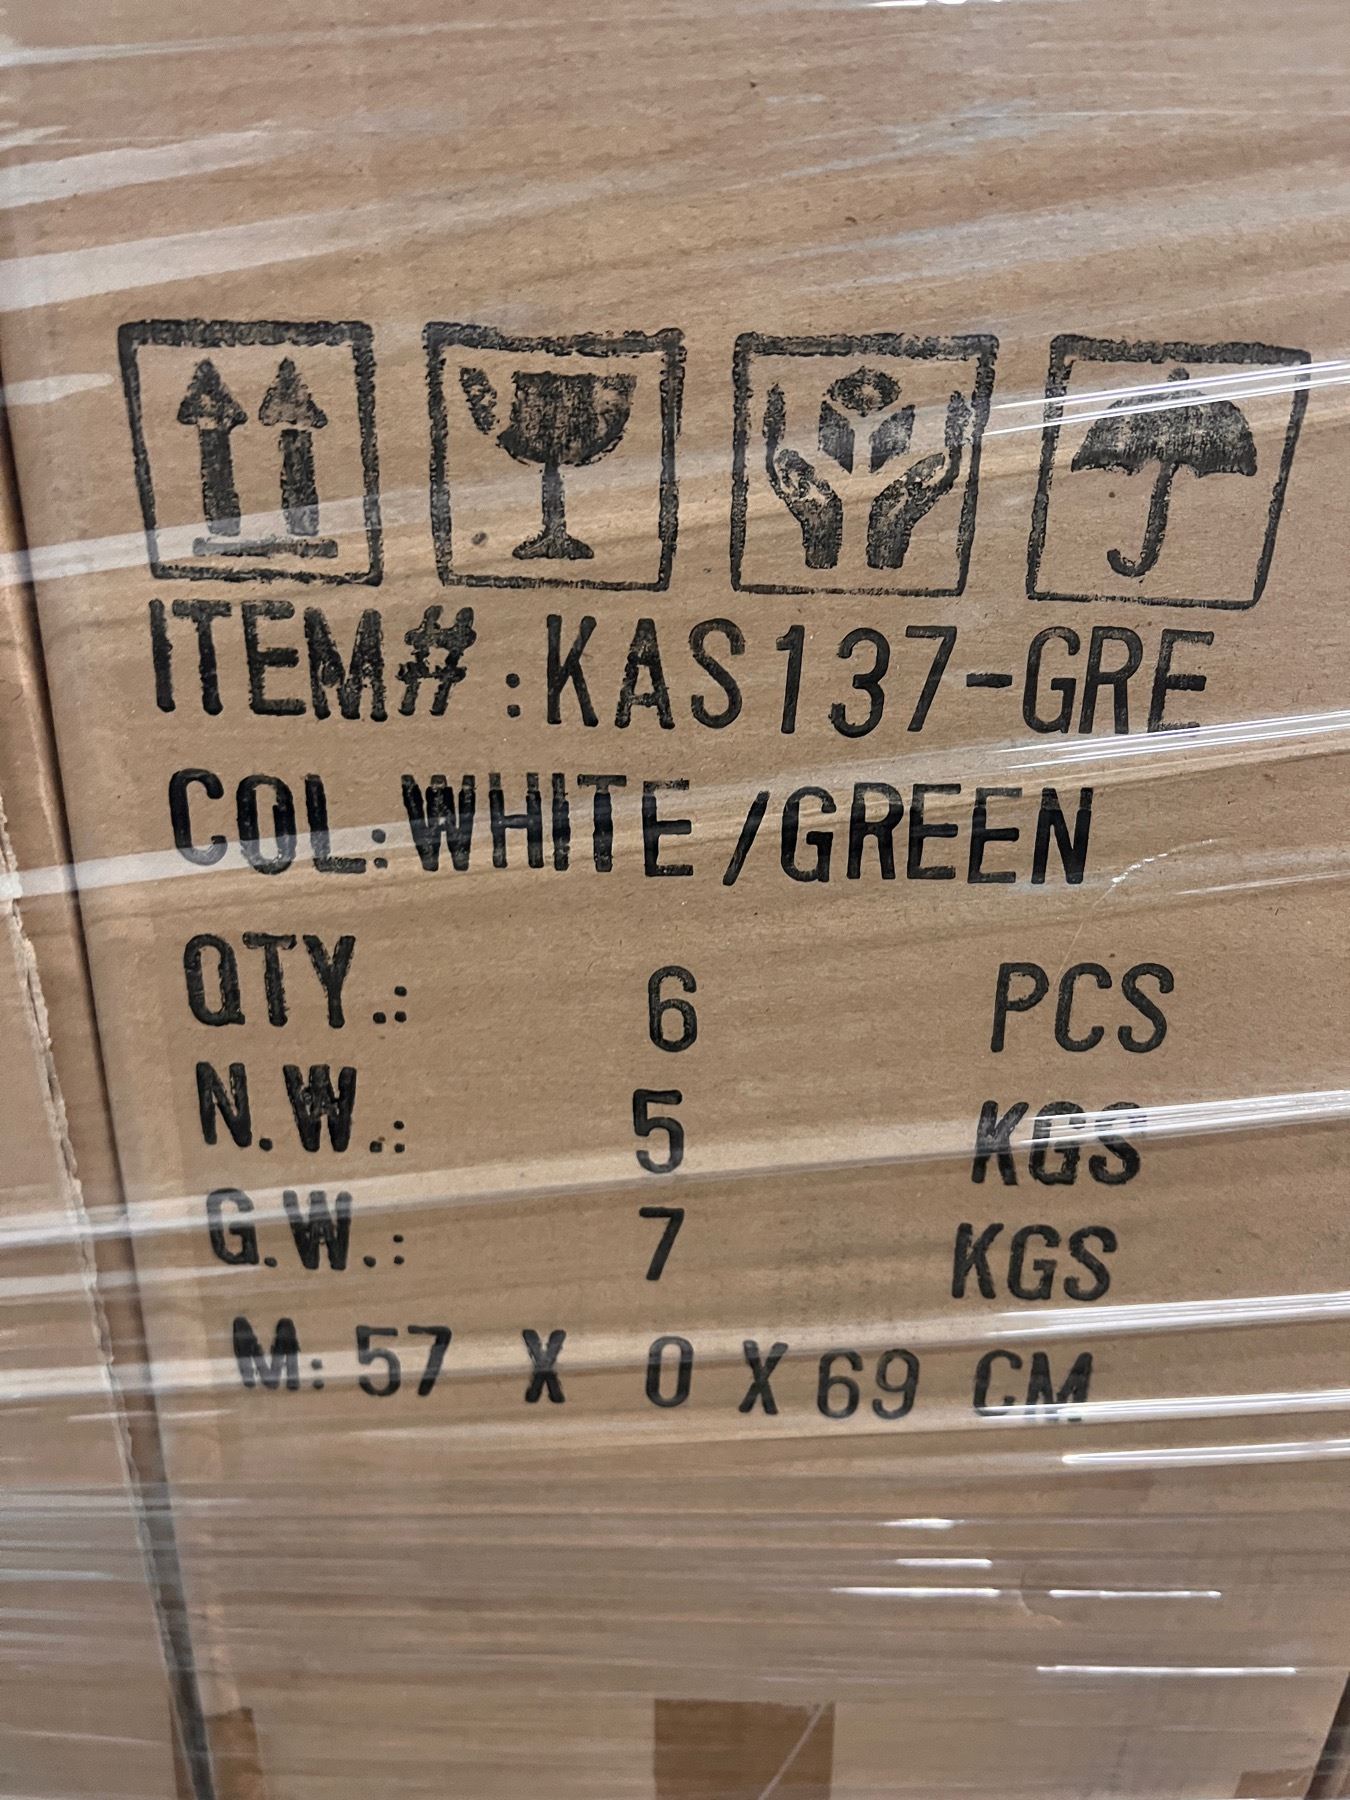 ITEM# :KAS137-GRE
COL:WHITE/GREEN
QTY.: 6 PCS
N.W.: 5 KGS
G.W.: 7 KGS
M: 57 X 0 X 69 CM